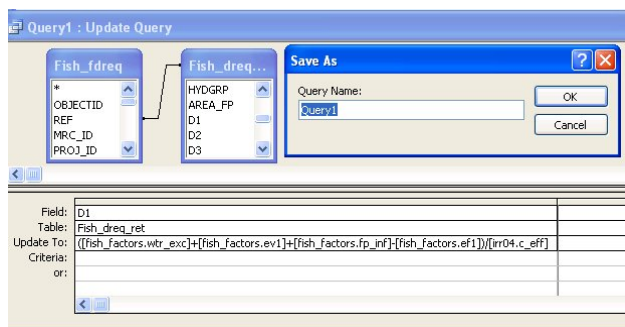 Query1 : Update Query
Fish_fdreq
*
OBJECTID
REF
MRC_ID
PROJ_ID
Fish_dreq...
HYDGRP
AREA_FP
D1
D2
D3
Save As
Query Name:
Query1
OK
Cancel
Field: D1
Table: Fish_dreq_ret
Update To: ([fish_factors.wtr_exc]+[fish_factors.ev1]+[fish_factors.fp_inf]-[fish_factors.ef1])/[irr04.c_eff]
Criteria:
or: